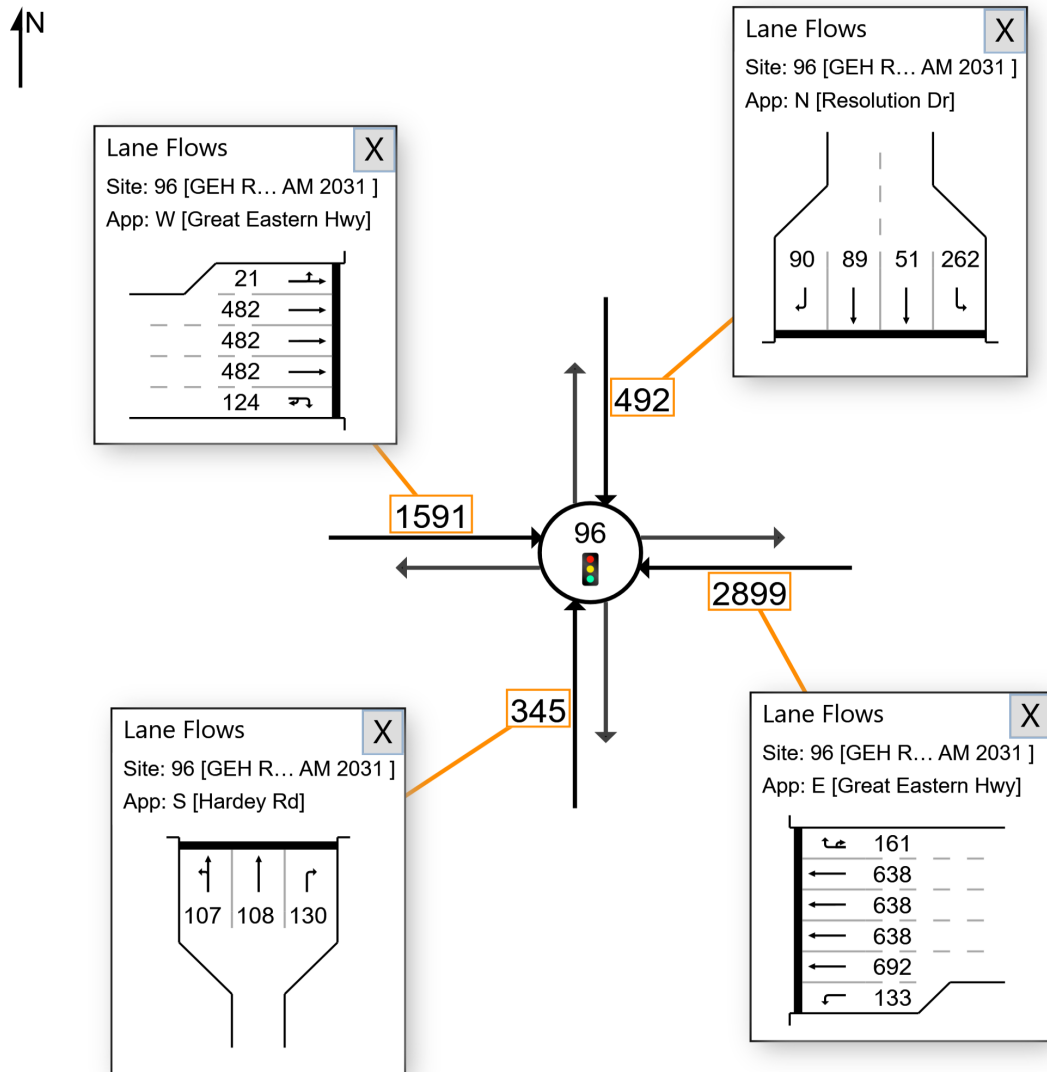 N
Lane Flows
X
Site: 96 [GEH R... AM 2031 ]
App: N [Resolution Dr]
90 89 51 262
Lane Flows
X
Site: 96 [GEH R... AM 2031 ]
App: W [Great Eastern Hwy]
21
482
482
482
124
492
1591
96
2899
345
Lane Flows
X
Site: 96 [GEH R... AM 2031 ]
App: S [Hardey Rd]
107 108 130
Lane Flows
X
Site: 96 [GEH R... AM 2031 ]
App: E [Great Eastern Hwy]
161
638
638
638
692
133